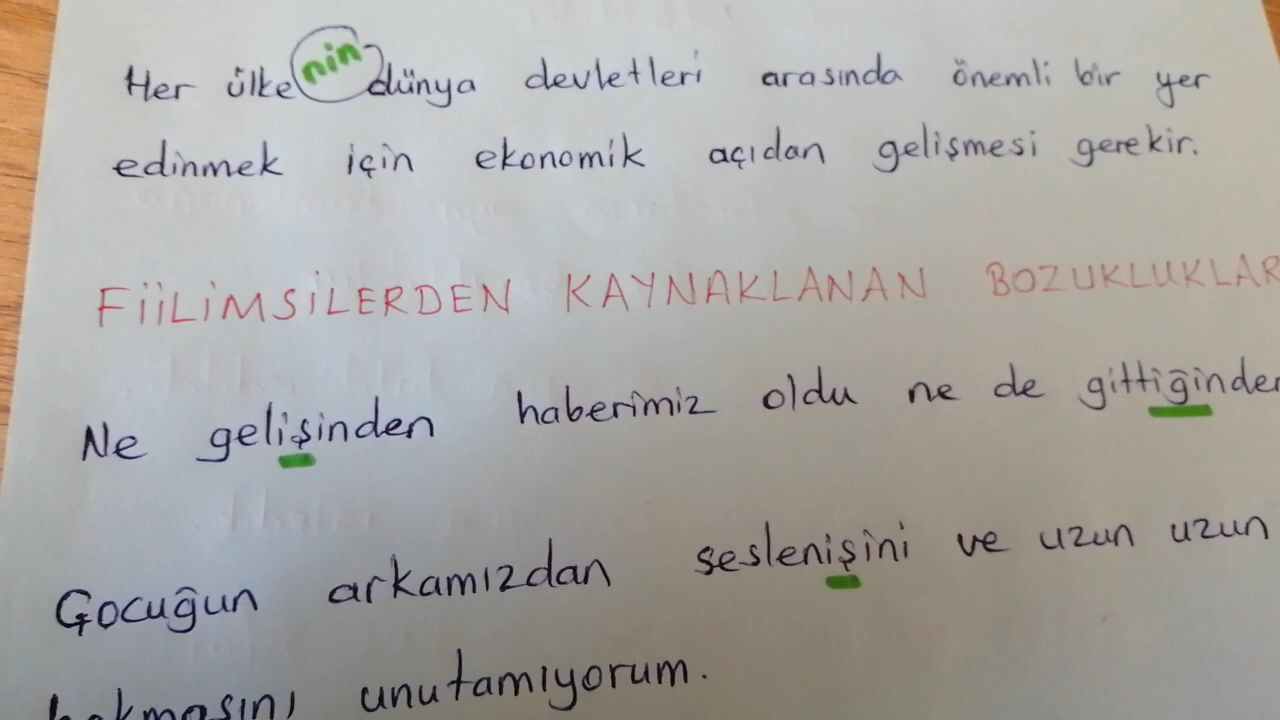 Her ülkenin dünya devletleri arasında önemli bir yer
edinmek için ekonomik açıdan gelişmesi gerekir.
FİİLİMSİLERDEN KAYNAKLANAN BOZUKLUKLAR
Ne gelişinden haberimiz oldu ne de gittiğinden
Çocuğun arkamızdan seslenişini ve uzun uzun
bakmasını unutamıyorum.